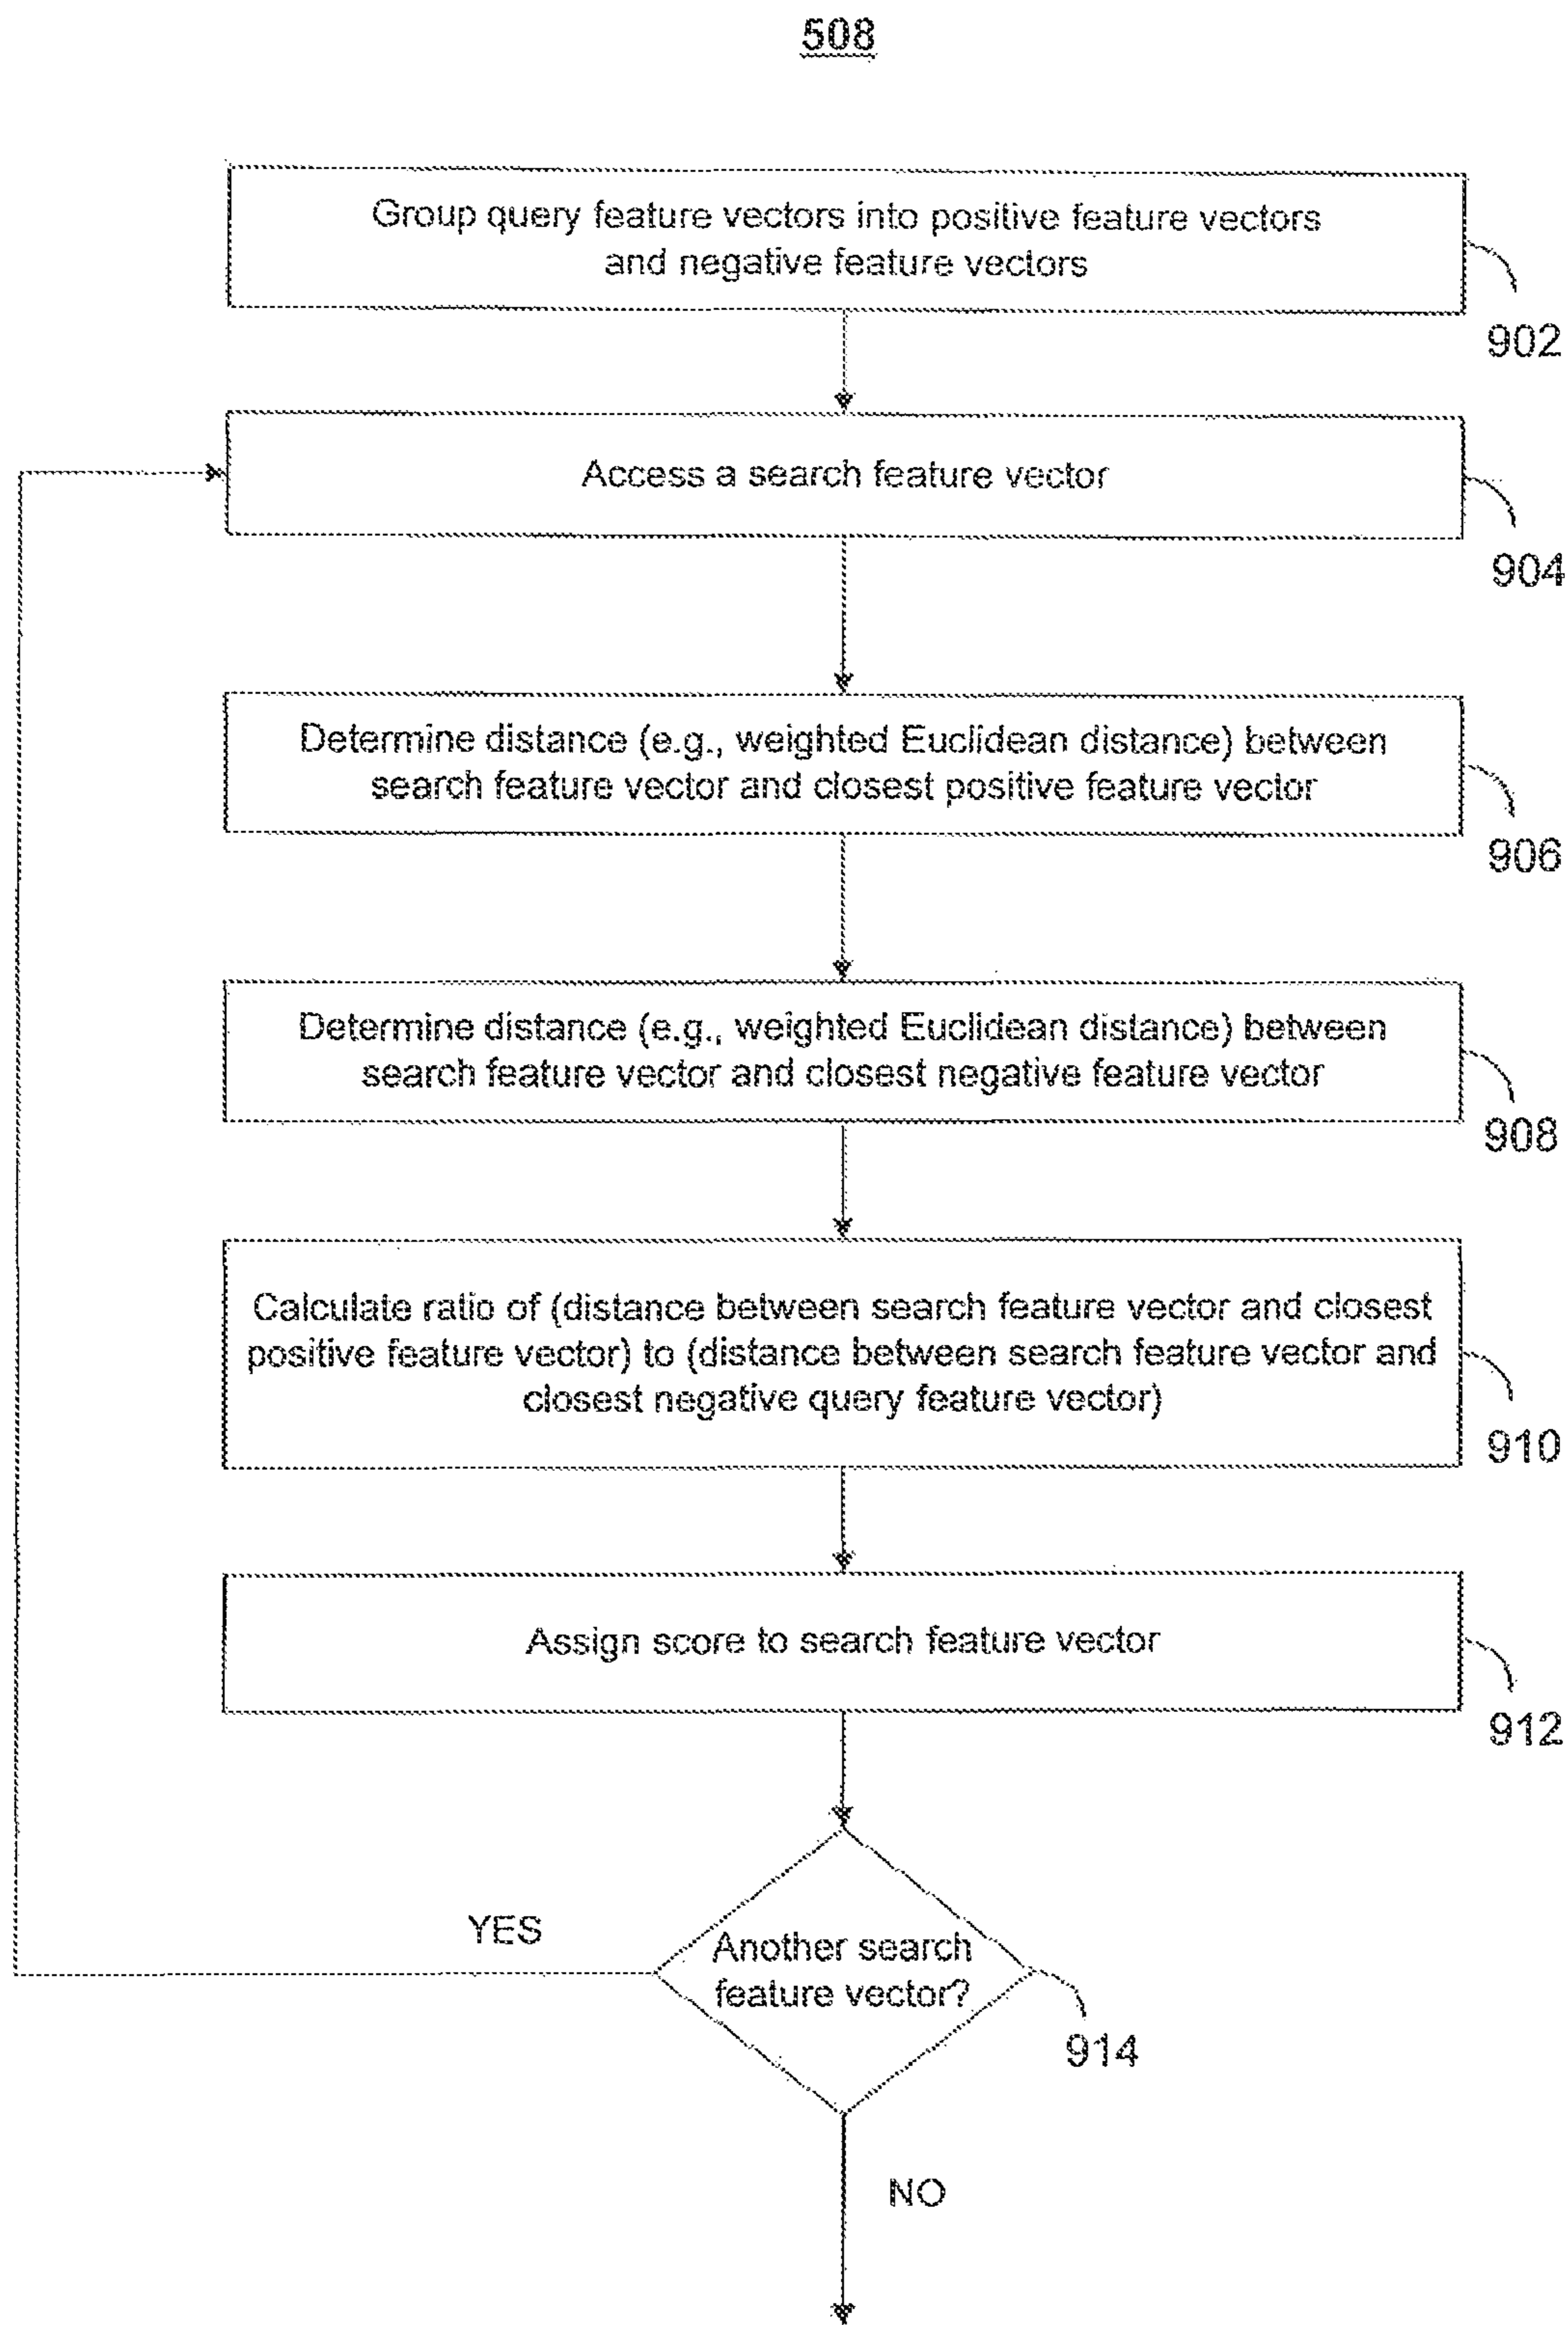 508
Group query feature vectors into positive feature vectors
and negative feature vectors
902
Access a search feature vector
904
Determine distance (e.g., weighted Euclidean distance) between
search feature vector and closest positive feature vector
906
Determine distance (e.g., weighted Euclidean distance) between
search feature vector and closest negative feature vector
908
Calculate ratio of (distance between search feature vector and closest
positive feature vector) to (distance between search feature vector and
closest negative query feature vector)
910
Assign score to search feature vector
912
YES
Another search
feature vector?
914
NO